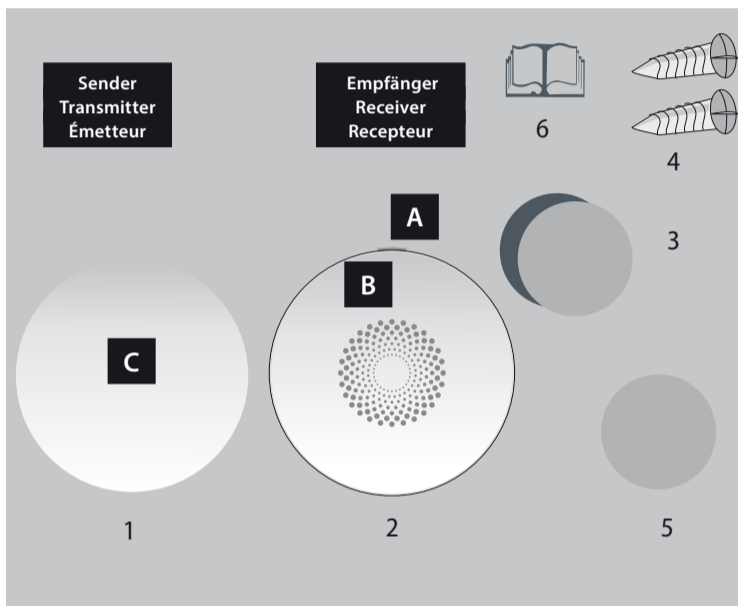 Sender
Transmitter
Émetteur
Empfänger
Receiver
Recepteur
6
4
A
3
B
C
1
2
5